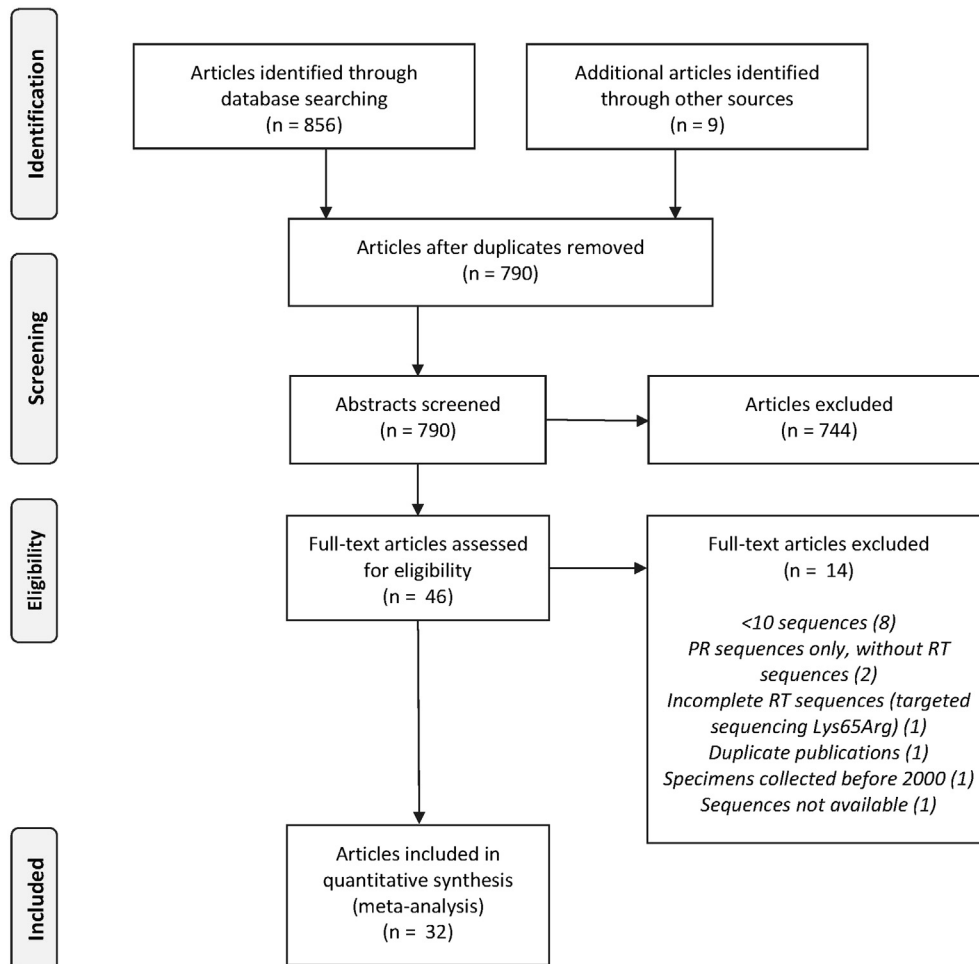 Identification
Articles identified through
database searching
(n = 856)
Additional articles identified
through other sources
(n = 9)
Screening
Articles after duplicates removed
(n = 790)
Abstracts screened
(n = 790)
Articles excluded
(n = 744)
Eligibility
Full-text articles assessed
for eligibility
(n = 46)
Full-text articles excluded
(n = 14)
<10 sequences (8)
PR sequences only, without RT
sequences (2)
Incomplete RT sequences (targeted
sequencing Lys65Arg) (1)
Duplicate publications (1)
Specimens collected before 2000 (1)
Sequences not available (1)
Included
Articles included in
quantitative synthesis
(meta-analysis)
(n = 32)